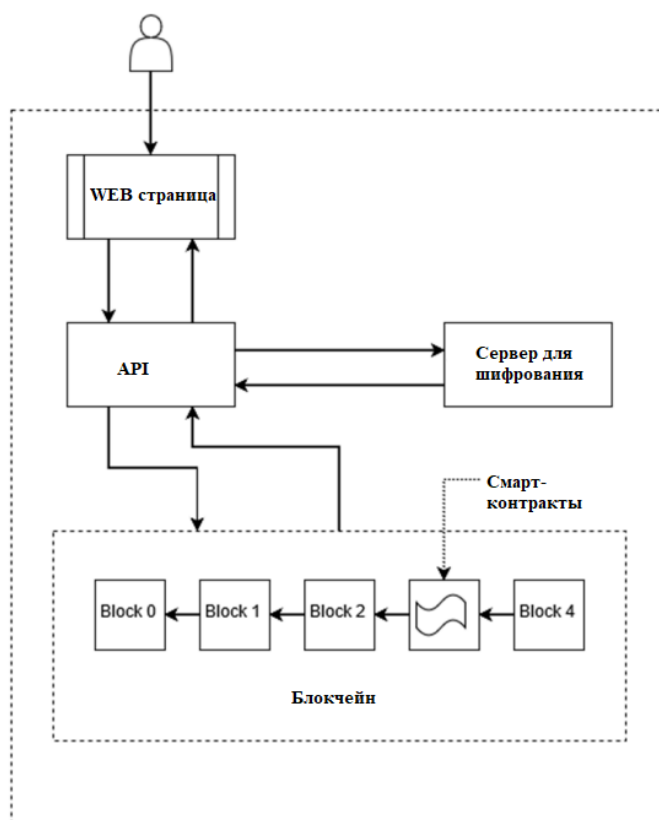 WEB страница
API
Сервер для
шифрования
Смарт-
контракты
Block 0
Block 1
Block 2
Block 4
Блокчейн